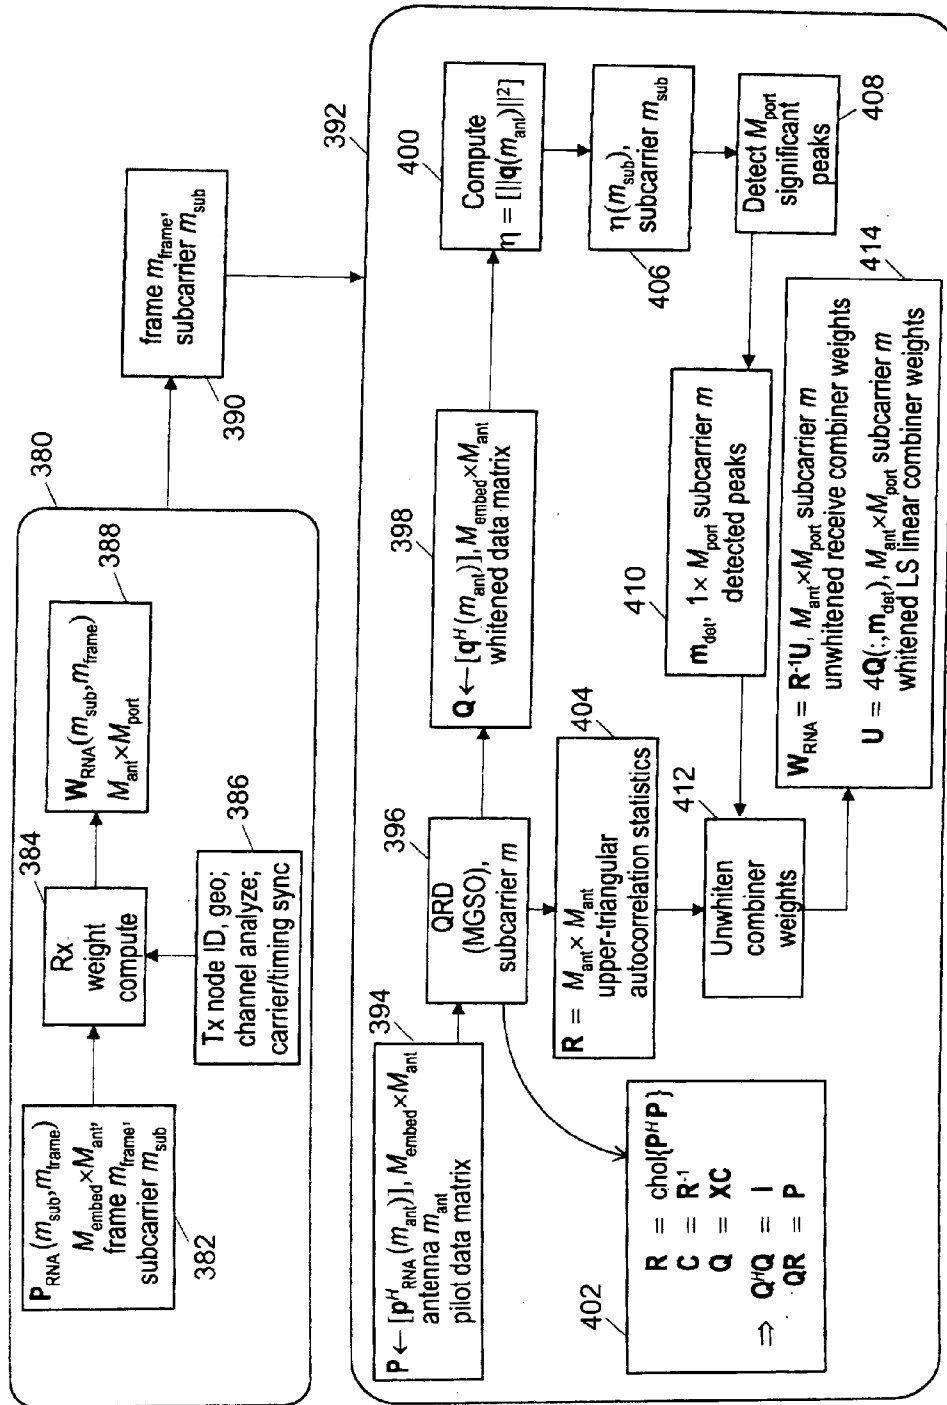 380
P_RNA(m_sub,m_frame)
M_embed×M_ant,
frame m_frame,
subcarrier m_sub
382
384
Rx
weight
compute
W_RNA(m_sub,m_frame)
M_ant×M_port
388
386
Tx node ID, geo;
channel analyze;
carrier/timing sync
frame m_frame,
subcarrier m_sub
390
392
394
P ← [p^H_RNA(m_ant)], M_embed×M_ant
antenna m_ant
pilot data matrix
396
QRD
(MGSO),
subcarrier m
398
Q ← [q^H(m_ant)], M_embed×M_ant
whitened data matrix
400
Compute
η = [||q(m_ant)||²]
402
R = chol{P^H P}
C = R⁻¹
Q = XC
⇒ Q^H Q = I
QR = P
404
R = M_ant×M_ant
upper-triangular
autocorrelation statistics
η(m_sub),
subcarrier m_sub
406
Detect M_port
significant
peaks
408
410
m_det, 1×M_port subcarrier m
detected peaks
412
Unwhiten
combiner
weights
414
W_RNA = R⁻¹U, M_ant×M_port subcarrier m
unwhitened receive combiner weights
U = 4Q(:,m_det), M_ant×M_port subcarrier m
whitened LS linear combiner weights